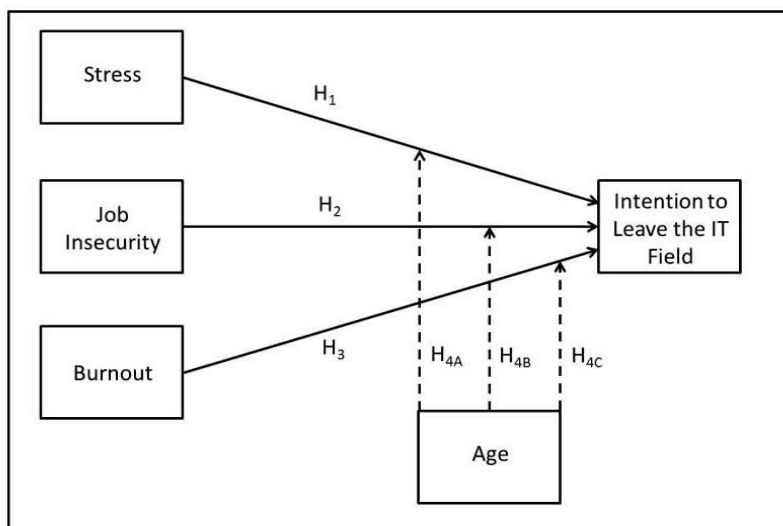 Stress
H₁
Job
Insecurity
H₂
Intention to
Leave the IT
Field
Burnout
H₃
H₄A
H₄B
H₄C
Age